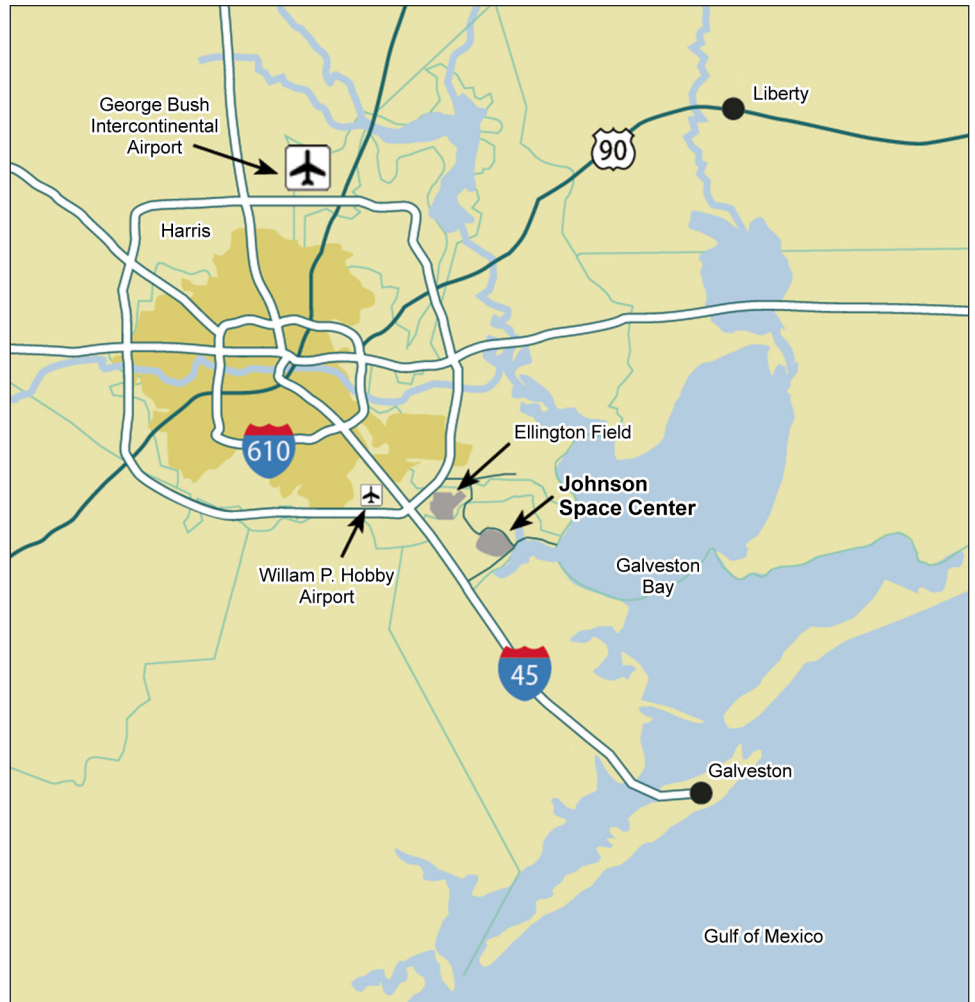 Liberty
George Bush
Intercontinental
Airport
90
Harris
Ellington Field
610
Johnson
Space Center
Willam P. Hobby
Airport
Galveston
Bay
45
Galveston
Gulf of Mexico